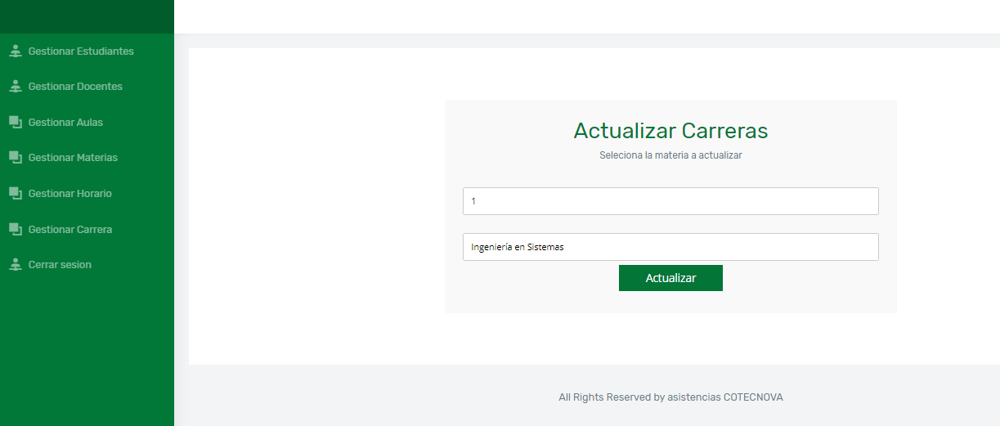 Gestionar Estudiantes
Gestionar Docentes
Gestionar Aulas
Gestionar Materias
Gestionar Horario
Gestionar Carrera
Cerrar sesion
Actualizar Carreras
Seleciona la materia a actualizar
1
Ingeniería en Sistemas
Actualizar
All Rights Reserved by asistencias COTECNOVA